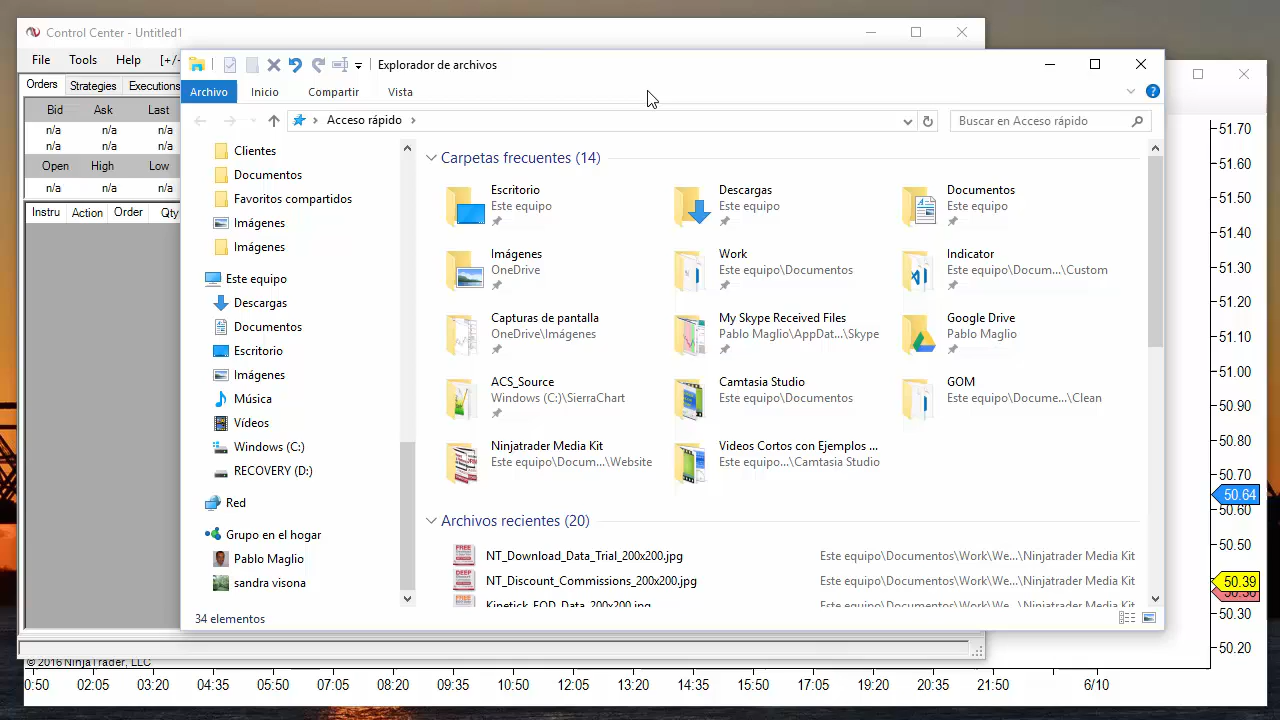 Control Center - Untitled1
File Tools Help [+/-
Orders Strategies Executions
Bid Ask Last
n/a n/a n/a
n/a n/a n/a
Open High Low
n/a n/a n/a
Instru Action Order Qty
Explorador de archivos
Archivo Inicio Compartir Vista
Acceso rápido
Buscar en Acceso rápido
Clientes
Documentos
Favoritos compartidos
Imágenes
Imágenes
Este equipo
Descargas
Documentos
Escritorio
Imágenes
Música
Vídeos
Windows (C:)
RECOVERY (D:)
Red
Grupo en el hogar
Pablo Maglio
sandra visona
34 elementos
Carpetas frecuentes (14)
Escritorio
Este equipo
Descargas
Este equipo
Documentos
Este equipo
Imágenes
OneDrive
Work
Este equipo\Documentos
Indicator
Este equipo\Docum...\Custom
Capturas de pantalla
OneDrive\Imágenes
My Skype Received Files
Pablo Maglio\AppDat...\Skype
Google Drive
Pablo Maglio
ACS_Source
Windows (C:)\SierraChart
Camtasia Studio
Este equipo\Documentos
GOM
Este equipo\Docume...\Clean
Ninjatrader Media Kit
Este equipo\Docum...\Website
Videos Cortos con Ejemplos ...
Este equipo...\Camtasia Studio
Archivos recientes (20)
NT_Download_Data_Trial_200x200.jpg Este equipo\Documentos\Work\We...\Ninjatrader Media Kit
NT_Discount_Commissions_200x200.jpg Este equipo\Documentos\Work\We...\Ninjatrader Media Kit
Kinetick_EOD_Data_200x200.jpg Este equipo\Documentos\Work\We...\Ninjatrader Media Kit
51.70
51.60
51.50
51.40
51.30
51.20
51.10
51.00
50.90
50.80
50.70
50.64
50.60
50.50
50.39
50.30
50.20
© 2016 NinjaTrader, LLC
0:50 02:05 03:20 04:35 05:50 07:05 08:20 09:35 10:50 12:05 13:20 14:35 15:50 17:05 19:20 20:35 21:50 6/10